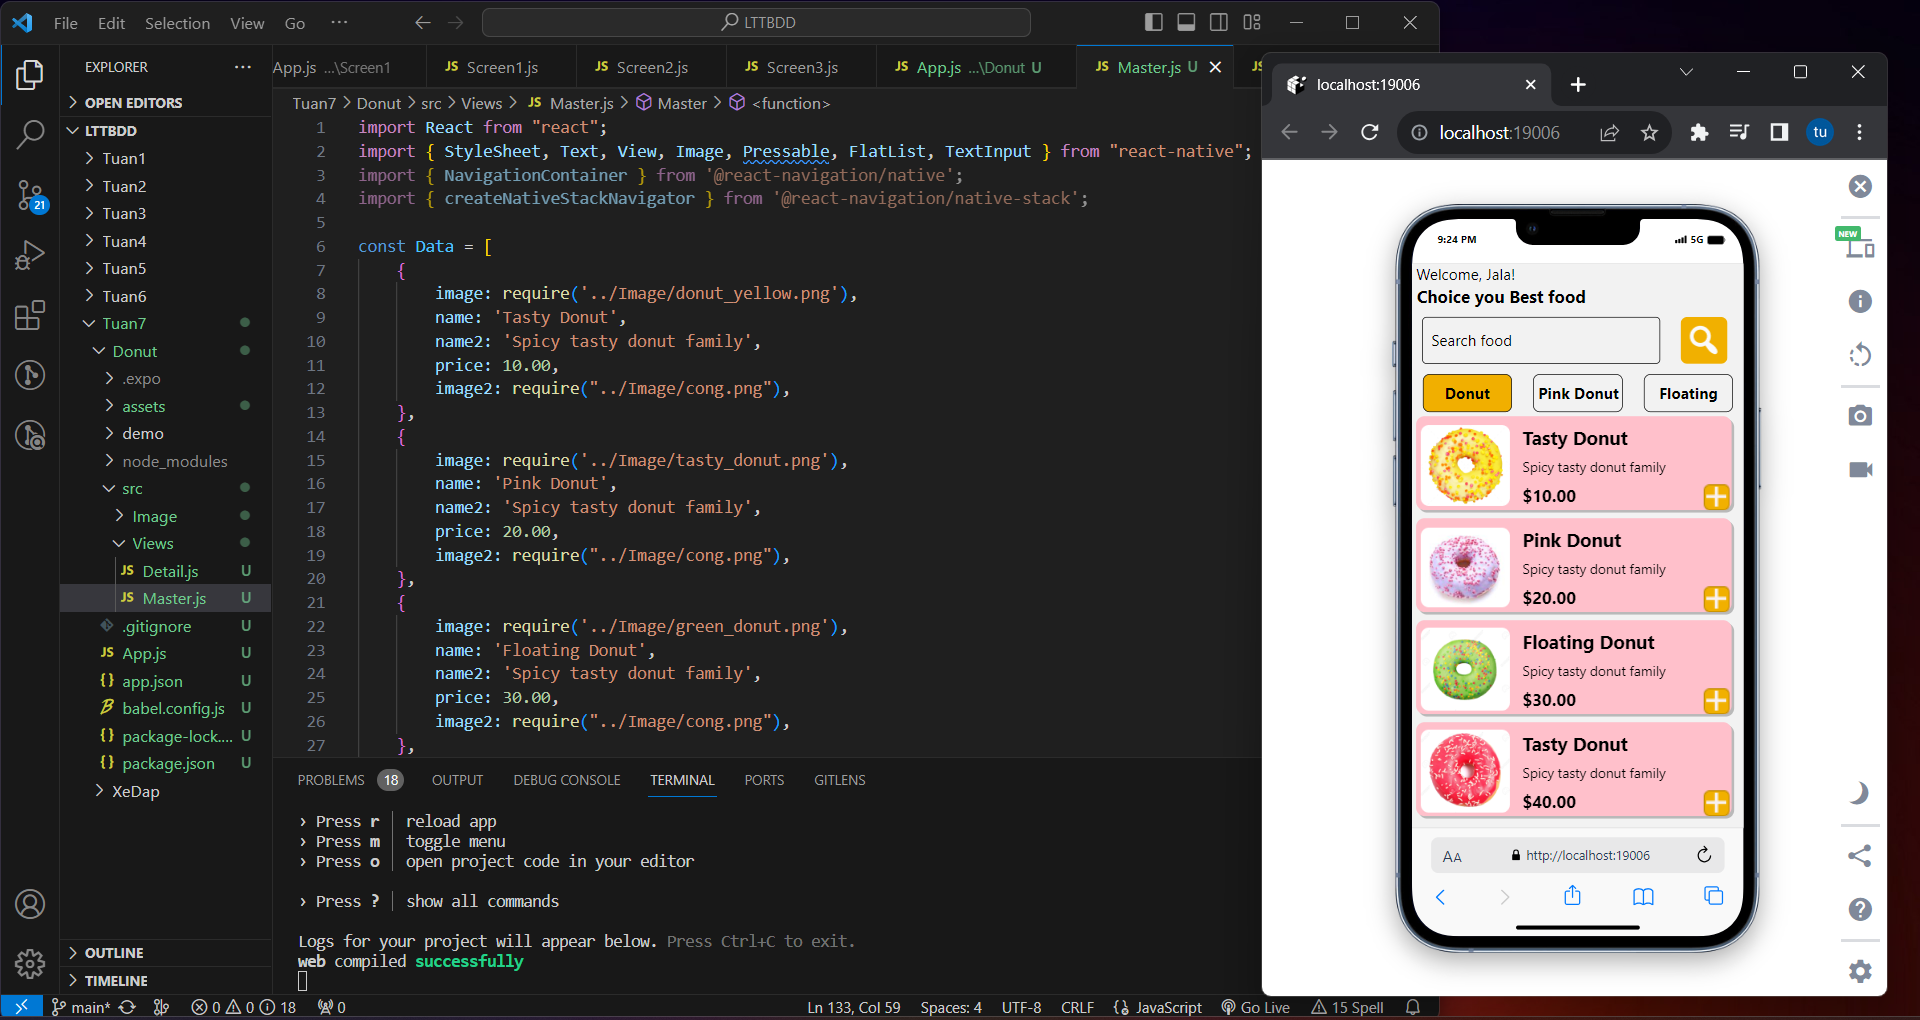 File Edit Selection View Go ··· LTTBDD
EXPLORER ···
OPEN EDITORS
LTTBDD
Tuan1
Tuan2
Tuan3
Tuan4
Tuan5
Tuan6
Tuan7
Donut
.expo
assets
demo
node_modules
src
Image
Views
JS Detail.js U
JS Master.js U
.gitignore U
JS App.js U
{} app.json U
babel.config.js U
{} package-lock.... U
{} package.json U
XeDap
OUTLINE
TIMELINE
21
App.js ...\Screen1 JS Screen1.js JS Screen2.js JS Screen3.js JS App.js ...\Donut U JS Master.js U JS
Tuan7 > Donut > src > Views > JS Master.js > Master > <function>
1 import React from "react";
2 import { StyleSheet, Text, View, Image, Pressable, FlatList, TextInput } from "react-native";
3 import { NavigationContainer } from '@react-navigation/native';
4 import { createNativeStackNavigator } from '@react-navigation/native-stack';
5
6 const Data = [
7 {
8 image: require('../Image/donut_yellow.png'),
9 name: 'Tasty Donut',
10 name2: 'Spicy tasty donut family',
11 price: 10.00,
12 image2: require("../Image/cong.png"),
13 },
14 {
15 image: require('../Image/tasty_donut.png'),
16 name: 'Pink Donut',
17 name2: 'Spicy tasty donut family',
18 price: 20.00,
19 image2: require("../Image/cong.png"),
20 },
21 {
22 image: require('../Image/green_donut.png'),
23 name: 'Floating Donut',
24 name2: 'Spicy tasty donut family',
25 price: 30.00,
26 image2: require("../Image/cong.png"),
27 },
PROBLEMS 18 OUTPUT DEBUG CONSOLE TERMINAL PORTS GITLENS
› Press r │ reload app
› Press m │ toggle menu
› Press o │ open project code in your editor
› Press ? │ show all commands
Logs for your project will appear below. Press Ctrl+C to exit.
web compiled successfully
main* 0 0 18 0 Ln 133, Col 59 Spaces: 4 UTF-8 CRLF {} JavaScript Go Live 15 Spell
localhost:19006
localhost:19006 tu
NEW
9:24 PM 5G
Welcome, Jala!
Choice you Best food
Search food
Donut Pink Donut Floating
Tasty Donut
Spicy tasty donut family
$10.00
Pink Donut
Spicy tasty donut family
$20.00
Floating Donut
Spicy tasty donut family
$30.00
Tasty Donut
Spicy tasty donut family
$40.00
AA http://localhost:19006